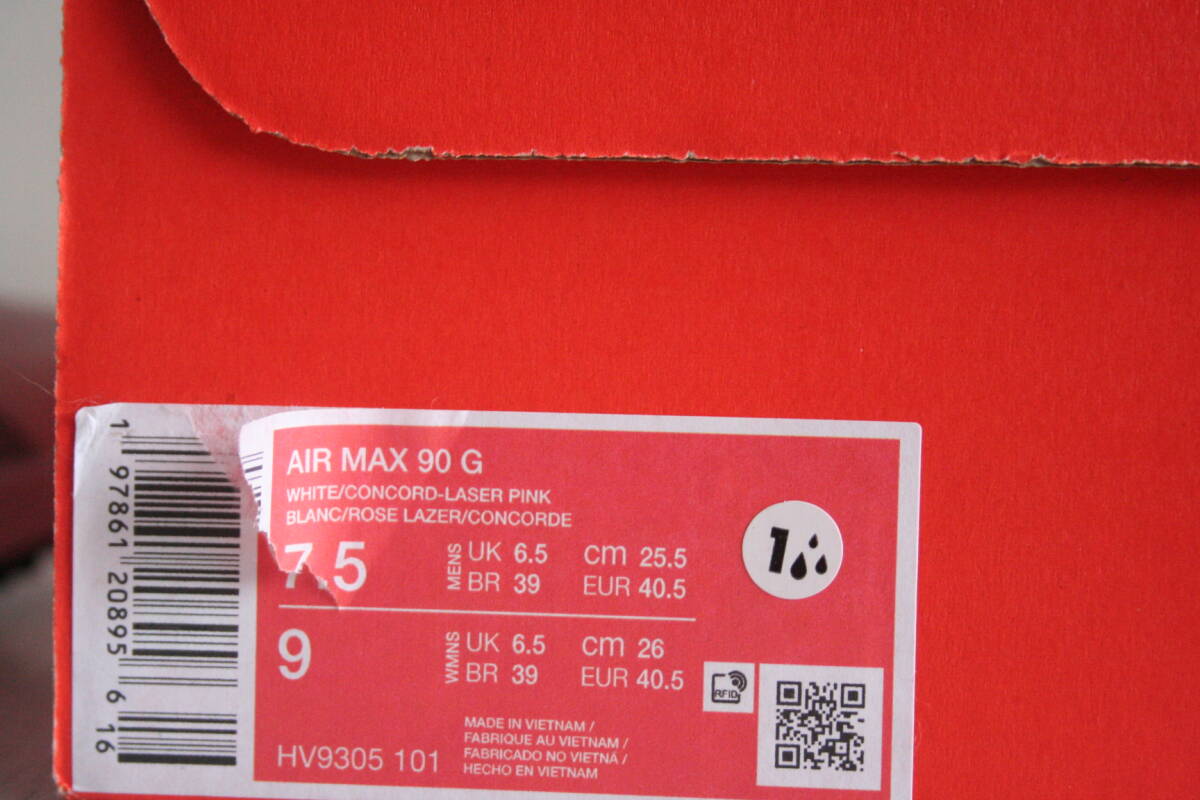 AIR MAX 90 G
WHITE/CONCORD-LASER PINK
BLANC/ROSE LAZER/CONCORDE
7.5 MENS UK 6.5 cm 25.5
BR 39 EUR 40.5
9 WMNS UK 6.5 cm 26
BR 39 EUR 40.5
HV9305 101
MADE IN VIETNAM /
FABRIQUE AU VIETNAM /
FABRICADO NO VIETNÁ /
HECHO EN VIETNAM
1
RFID
1 97861 20895 6 16